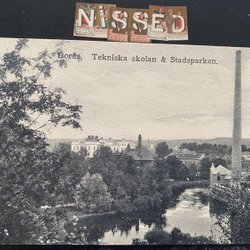 NiSSED
Borås. Tekniska skolan & Stadsparken.